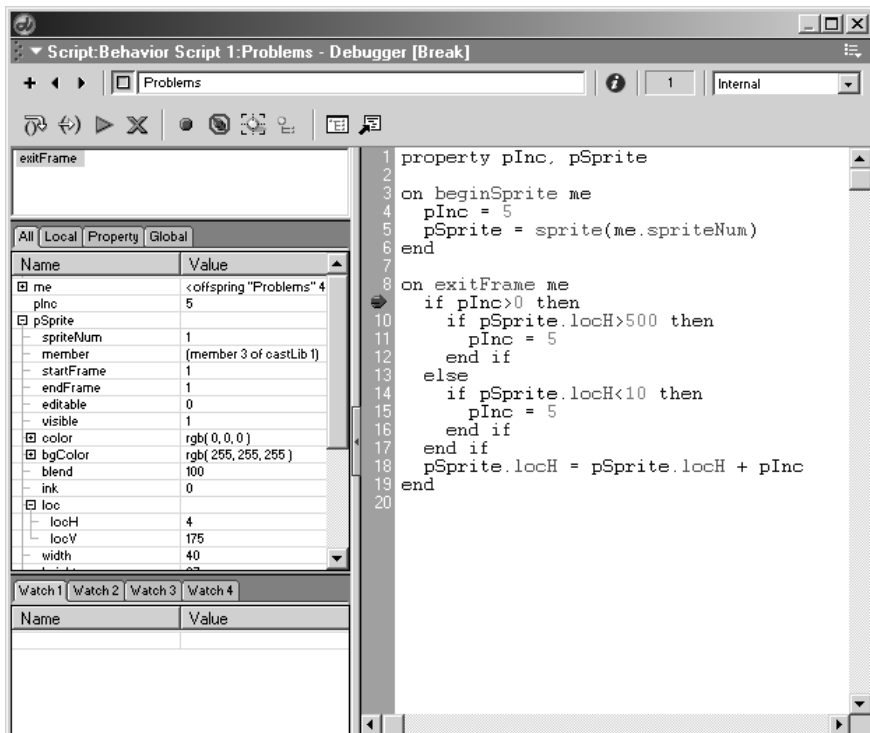 Script:Behavior Script 1:Problems - Debugger [Break]
Problems
1
Internal
exitFrame
All Local Property Global
Name Value
me <offspring "Problems" 4
pInc 5
pSprite
spriteNum 1
member (member 3 of castLib 1)
startFrame 1
endFrame 1
editable 0
visible 1
color rgb( 0, 0, 0 )
bgColor rgb( 255, 255, 255 )
blend 100
ink 0
loc
locH 4
locV 175
width 40
Watch 1 Watch 2 Watch 3 Watch 4
Name Value
1 property pInc, pSprite
2
3 on beginSprite me
4 pInc = 5
5 pSprite = sprite(me.spriteNum)
6 end
7
8 on exitFrame me
if pInc>0 then
10 if pSprite.locH>500 then
11 pInc = 5
12 end if
13 else
14 if pSprite.locH<10 then
15 pInc = 5
16 end if
17 end if
18 pSprite.locH = pSprite.locH + pInc
19 end
20